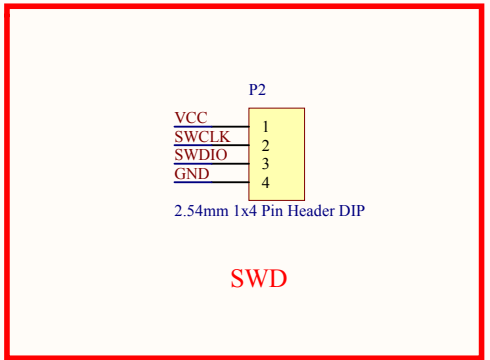 P2
VCC 1
SWCLK 2
SWDIO 3
GND 4
2.54mm 1x4 Pin Header DIP
SWD